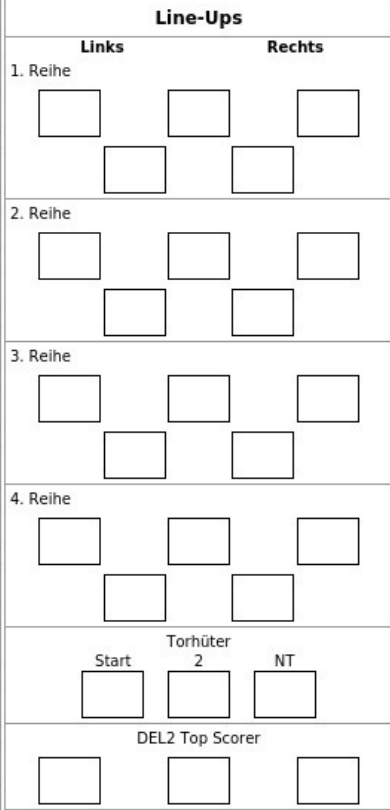 Line-Ups
Links Rechts
1. Reihe
2. Reihe
3. Reihe
4. Reihe
Torhüter
Start 2 NT
DEL2 Top Scorer